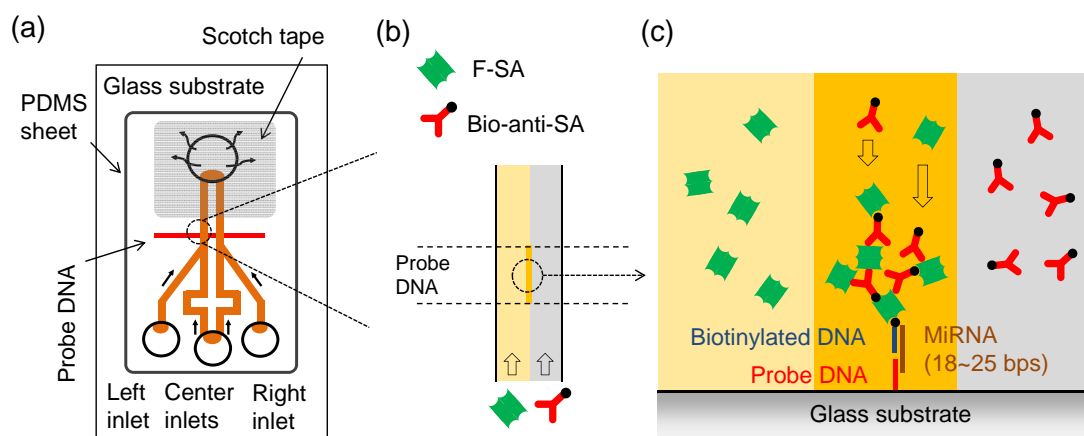 (a)
Scotch tape
Glass substrate
PDMS
sheet
Probe DNA
Left
inlet
Center
inlets
Right
inlet
(b)
F-SA
Bio-anti-SA
Probe
DNA
(c)
Biotinylated DNA
MiRNA
(18~25 bps)
Probe DNA
Glass substrate